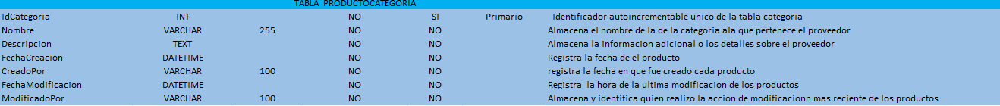 TABLA PRODUCTOCATEGORIA
IdCategoria INT NO SI Primario Identificador autoincrementable unico de la tabla categoria
Nombre VARCHAR 255 NO NO Almacena el nombre de la de la categoria ala que pertenece el proveedor
Descripcion TEXT NO NO Almacena la informacion adicional o los detalles sobre el proveedor
FechaCreacion DATETIME NO NO Registra la fecha de el producto
CreadoPor VARCHAR 100 NO NO registra la fecha en que fue creado cada producto
FechaModificacion DATETIME NO NO Registra la hora de la ultima modificacion de los productos
ModificadoPor VARCHAR 100 NO NO Almacena y identifica quien realizo la accion de modificacionn mas reciente de los productos